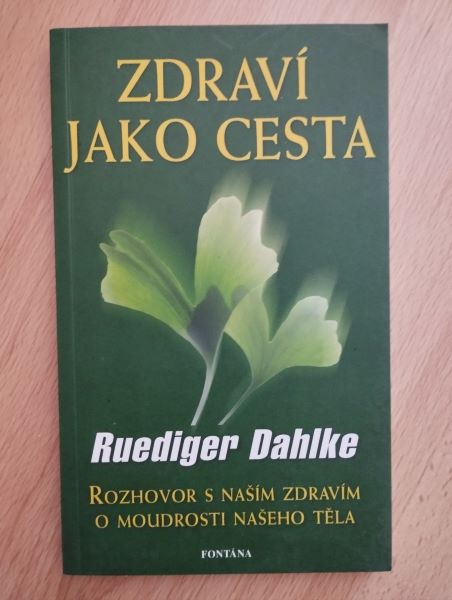 ZDRAVÍ
JAKO CESTA
Ruediger Dahlke
ROZHOVOR S NAŠÍM ZDRAVÍM
O MOUDROSTI NAŠEHO TĚLA
FONTÁNA